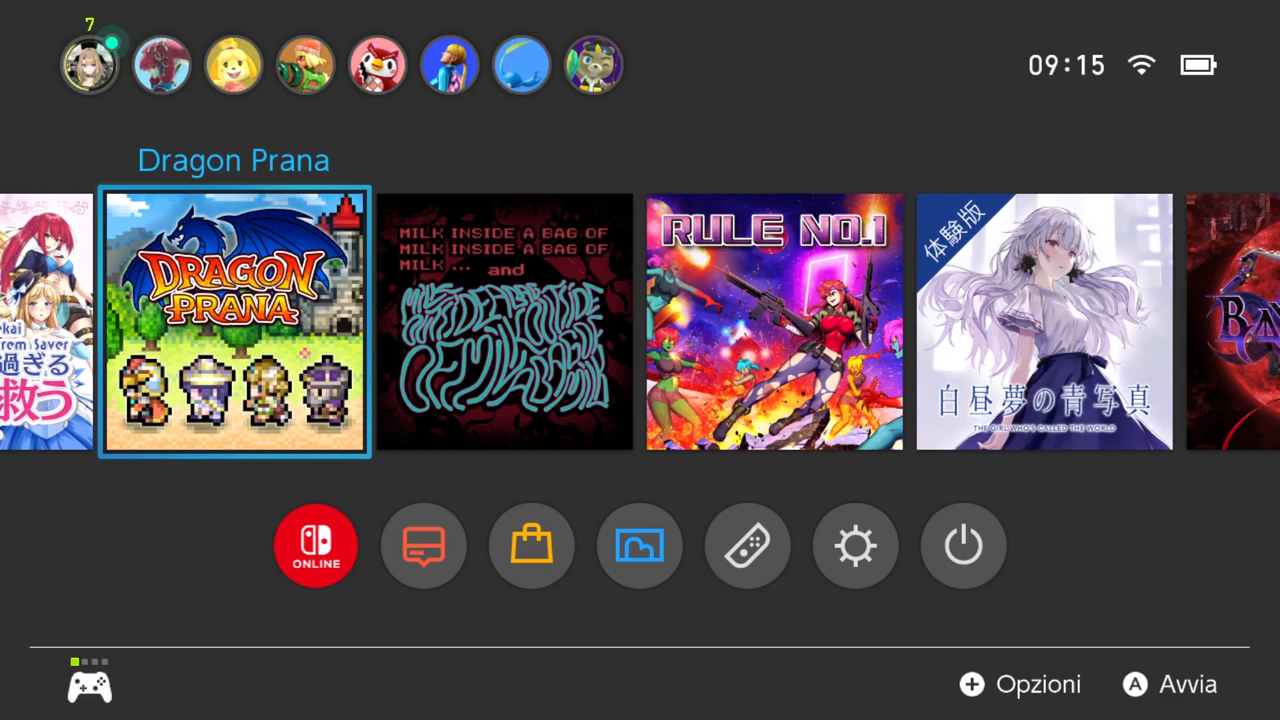 7
09:15
Dragon Prana
ekai
rem Saver
過ぎる
救う
DRAGON
PRANA
MILK INSIDE A BAG OF
MILK INSIDE A BAG OF
MILK ... and
RULE NO.1
体験版
白昼夢の青写真
THE GIRL WHO'S CALLED THE WORLD
BA
ONLINE
Opzioni
A Avvia